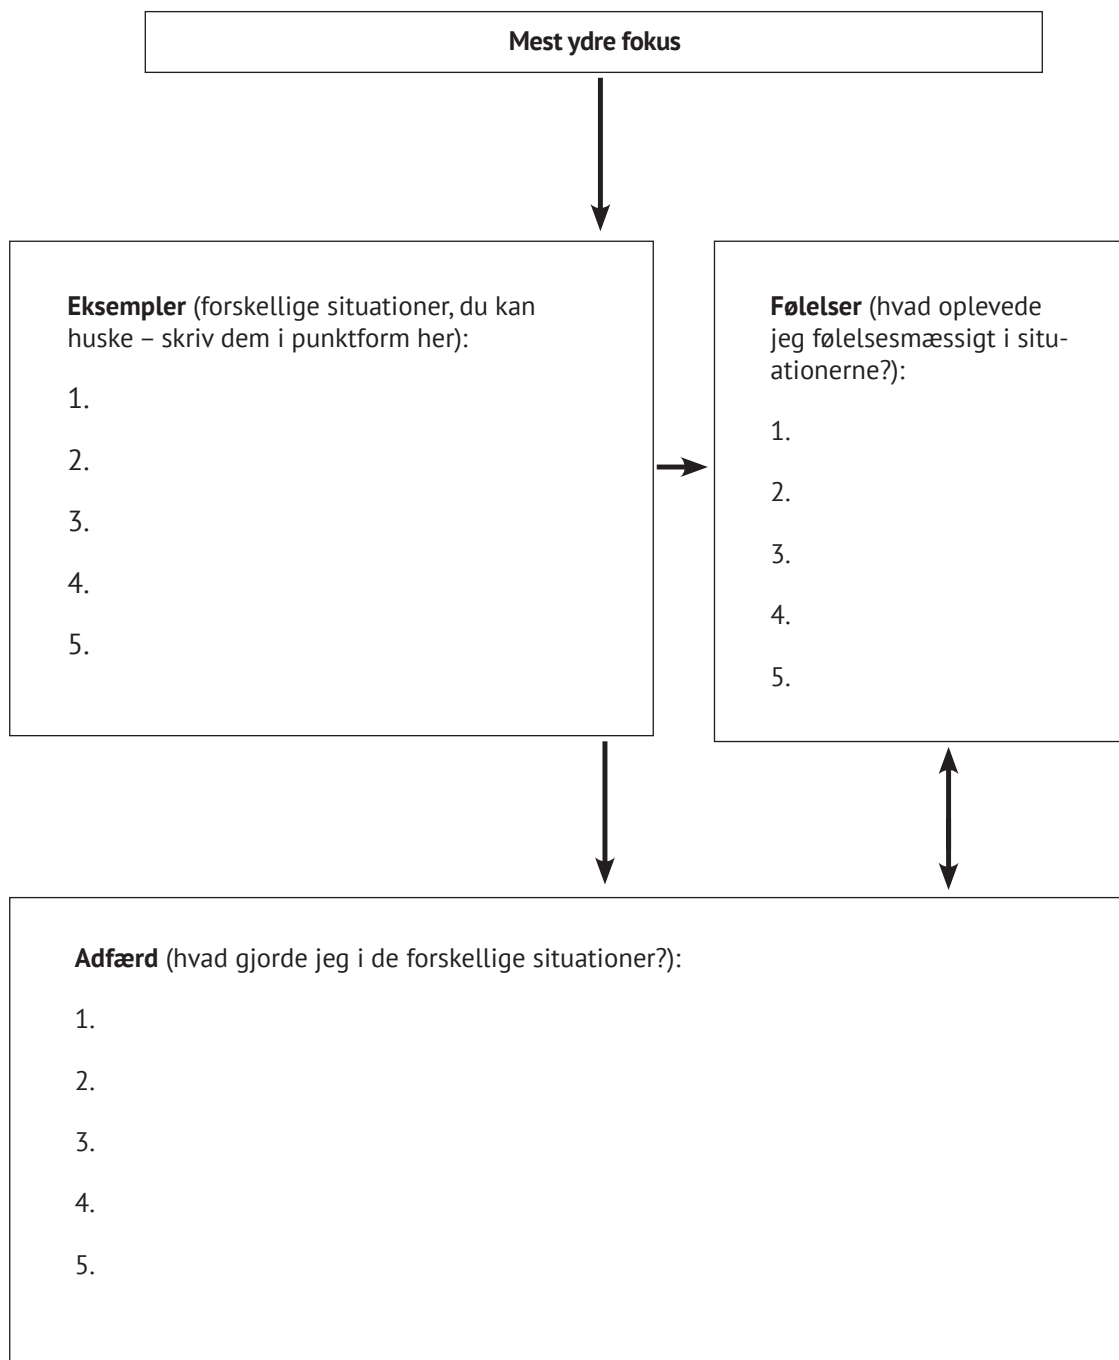 Mest ydre fokus
Eksempler (forskellige situationer, du kan
huske – skriv dem i punktform her):
1.
2.
3.
4.
5.
Følelser (hvad oplevede
jeg følelsesmæssigt i situ-
ationerne?):
1.
2.
3.
4.
5.
Adfærd (hvad gjorde jeg i de forskellige situationer?):
1.
2.
3.
4.
5.